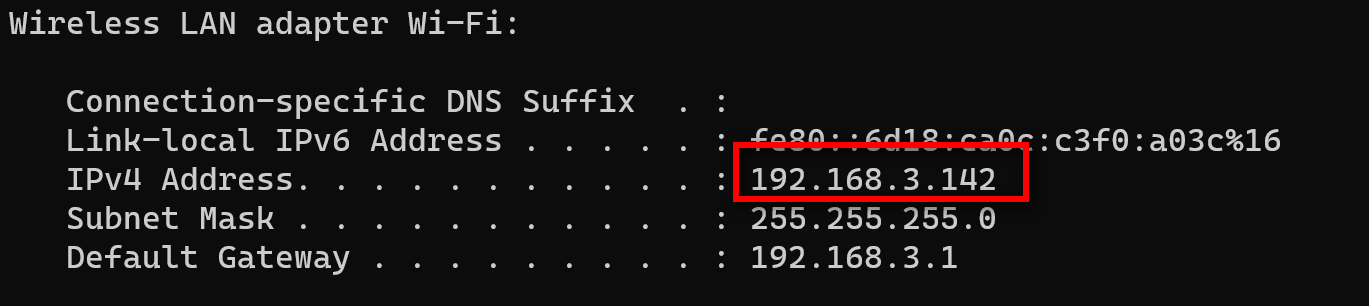 Wireless LAN adapter Wi-Fi:
Connection-specific DNS Suffix  . :
Link-local IPv6 Address . . . . . : fe80::6d18:ca0c:c3f0:a03c%16
IPv4 Address. . . . . . . . . . . : 192.168.3.142
Subnet Mask . . . . . . . . . . . : 255.255.255.0
Default Gateway . . . . . . . . . : 192.168.3.1